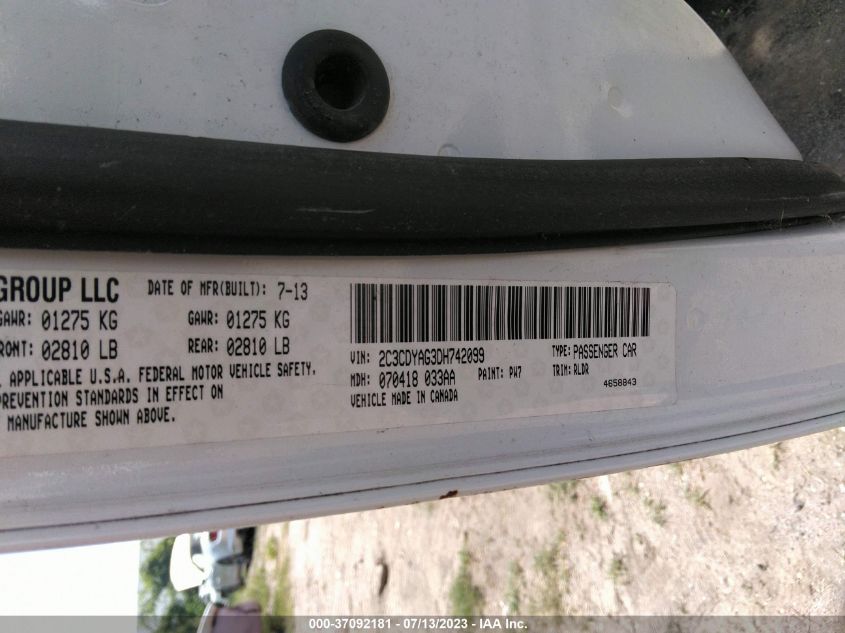 GROUP LLC DATE OF MFR(BUILT): 7-13
GAWR: 01275 KG GAWR: 01275 KG
FRONT: 02810 LB REAR: 02810 LB
APPLICABLE U.S.A. FEDERAL MOTOR VEHICLE SAFETY,
PREVENTION STANDARDS IN EFFECT ON
MANUFACTURE SHOWN ABOVE.
VIN: 2C3CDYAG3DH742099 TYPE: PASSENGER CAR
MDH: 070418 033AA PAINT: PW7 TRIM: RLDR
VEHICLE MADE IN CANADA 4658843
000-37092181 - 07/13/2023 - IAA Inc.